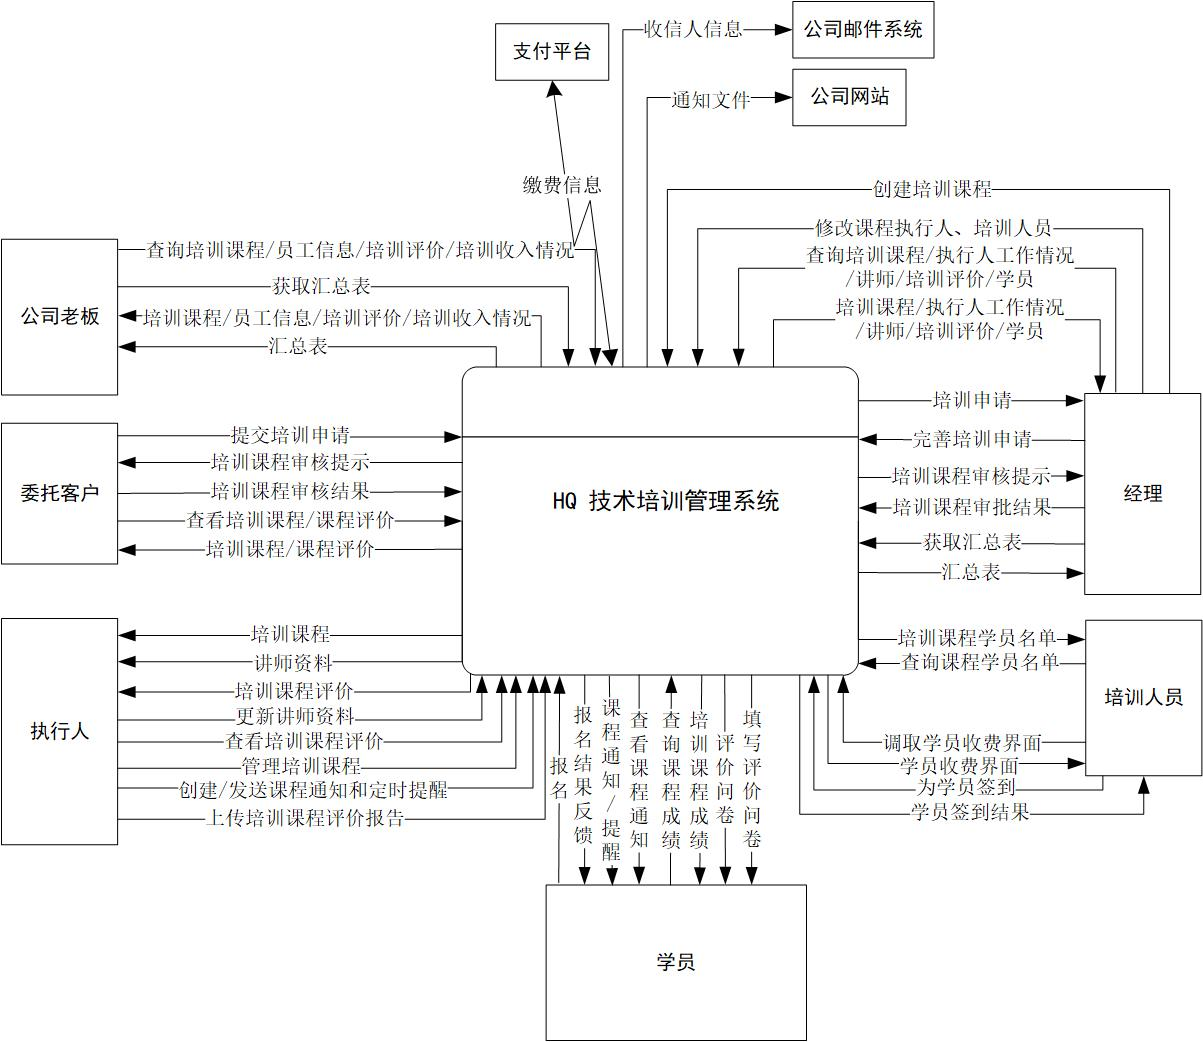 收信人信息
公司邮件系统
支付平台
通知文件
公司网站
缴费信息
创建培训课程
修改课程执行人、培训人员
查询培训课程/执行人工作情况
/讲师/培训评价/学员
培训课程/执行人工作情况
/讲师/培训评价/学员
公司老板
查询培训课程/员工信息/培训评价/培训收入情况
获取汇总表
培训课程/员工信息/培训评价/培训收入情况
汇总表
委托客户
提交培训申请
培训课程审核提示
培训课程审核结果
查看培训课程/课程评价
培训课程/课程评价
HQ 技术培训管理系统
培训申请
完善培训申请
培训课程审核提示
培训课程审批结果
获取汇总表
汇总表
经理
执行人
培训课程
讲师资料
培训课程评价
更新讲师资料
查看培训课程评价
管理培训课程
创建/发送课程通知和定时提醒
上传培训课程评价报告
培训课程学员名单
查询课程学员名单
调取学员收费界面
学员收费界面
为学员签到
学员签到结果
培训人员
报名
报名结果反馈
课程通知/提醒
查看课程通知
查询课程成绩
培训课程成绩
评价问卷
填写评价问卷
学员